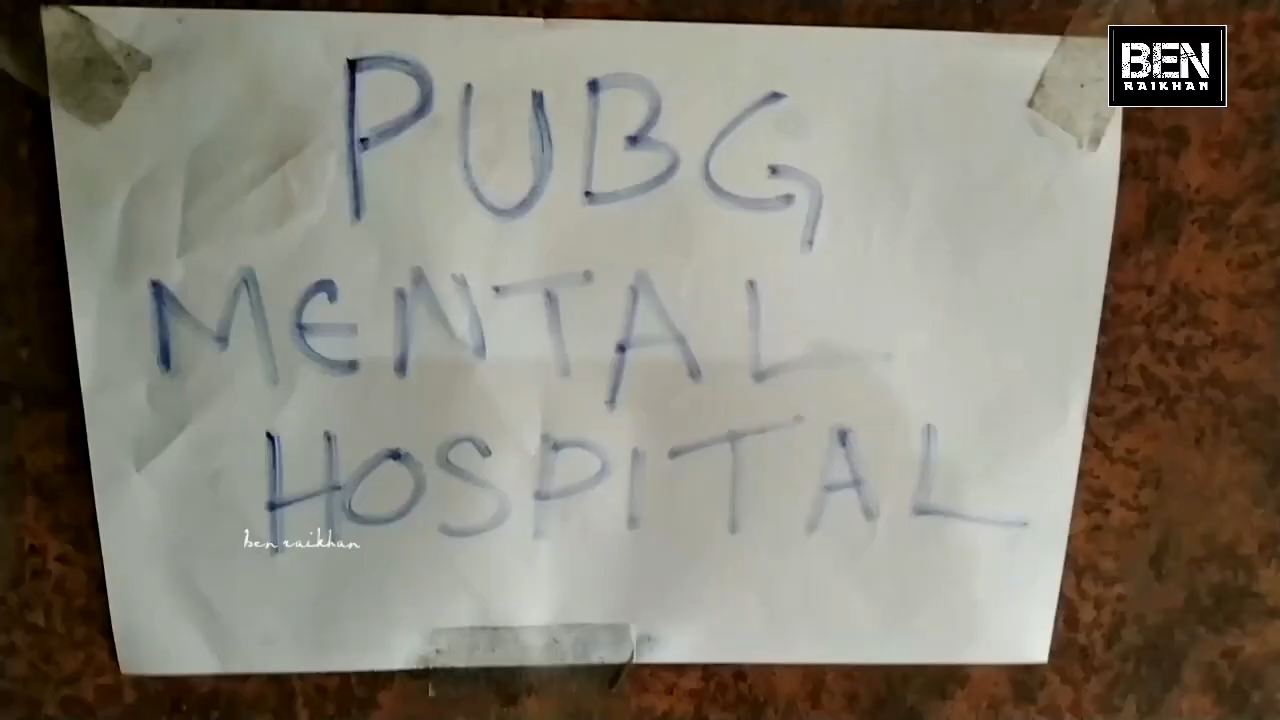 BEN
RAIKHAN
PUBG
MENTAL
HOSPITAL
ben raikhan